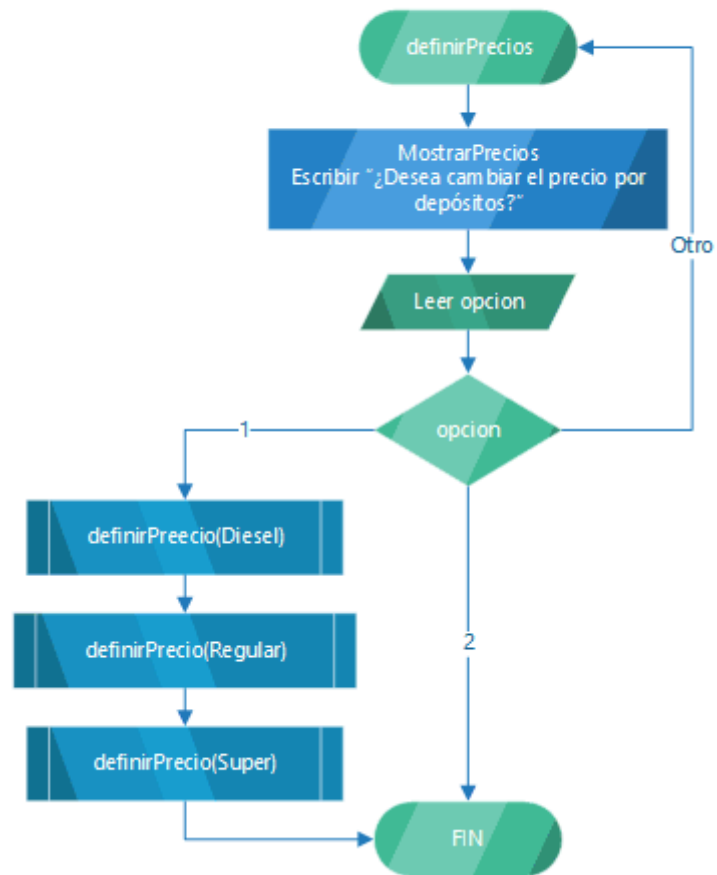 definirPrecios
MostrarPrecios
Escribir "¿Desea cambiar el precio por
depósitos?"
Otro
Leer opcion
opcion
1
definirPreecio(Diesel)
definirPrecio(Regular)
2
definirPrecio(Super)
FIN